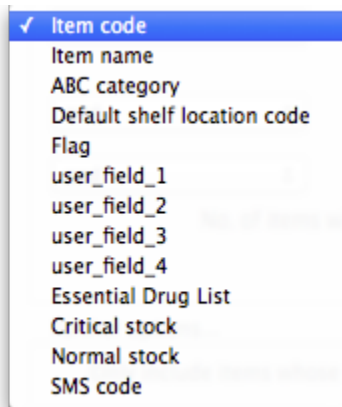 ✓ Item code
Item name
ABC category
Default shelf location code
Flag
user_field_1
user_field_2
user_field_3
user_field_4
Essential Drug List
Critical stock
Normal stock
SMS code